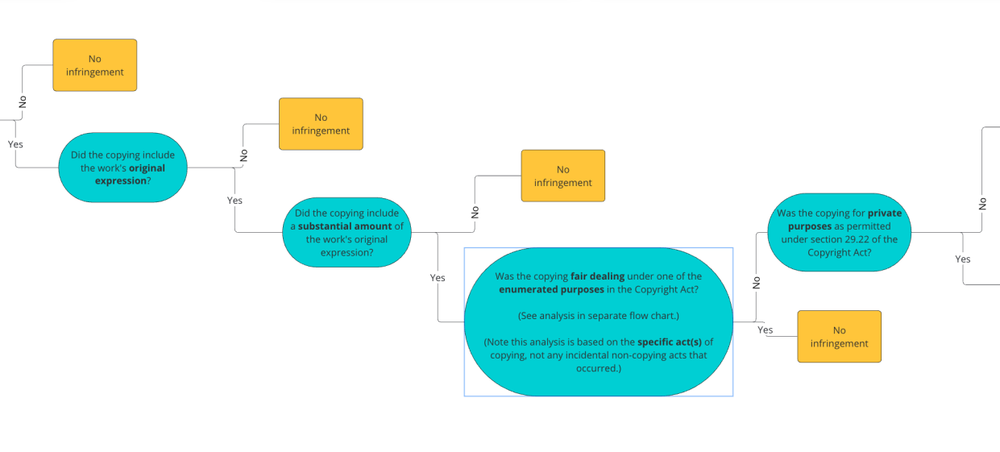 No
infringement
No
Yes
Did the copying include
the work's original
expression?
No
infringement
No
Yes
Did the copying include
a substantial amount of
the work's original
expression?
No
infringement
No
Yes
Was the copying fair dealing under one of the
enumerated purposes in the Copyright Act?
(See analysis in separate flow chart.)
(Note this analysis is based on the specific act(s) of
copying, not any incidental non-copying acts that
occurred.)
No
Yes
No
infringement
Was the copying for private
purposes as permitted
under section 29.22 of the
Copyright Act?
No
Yes